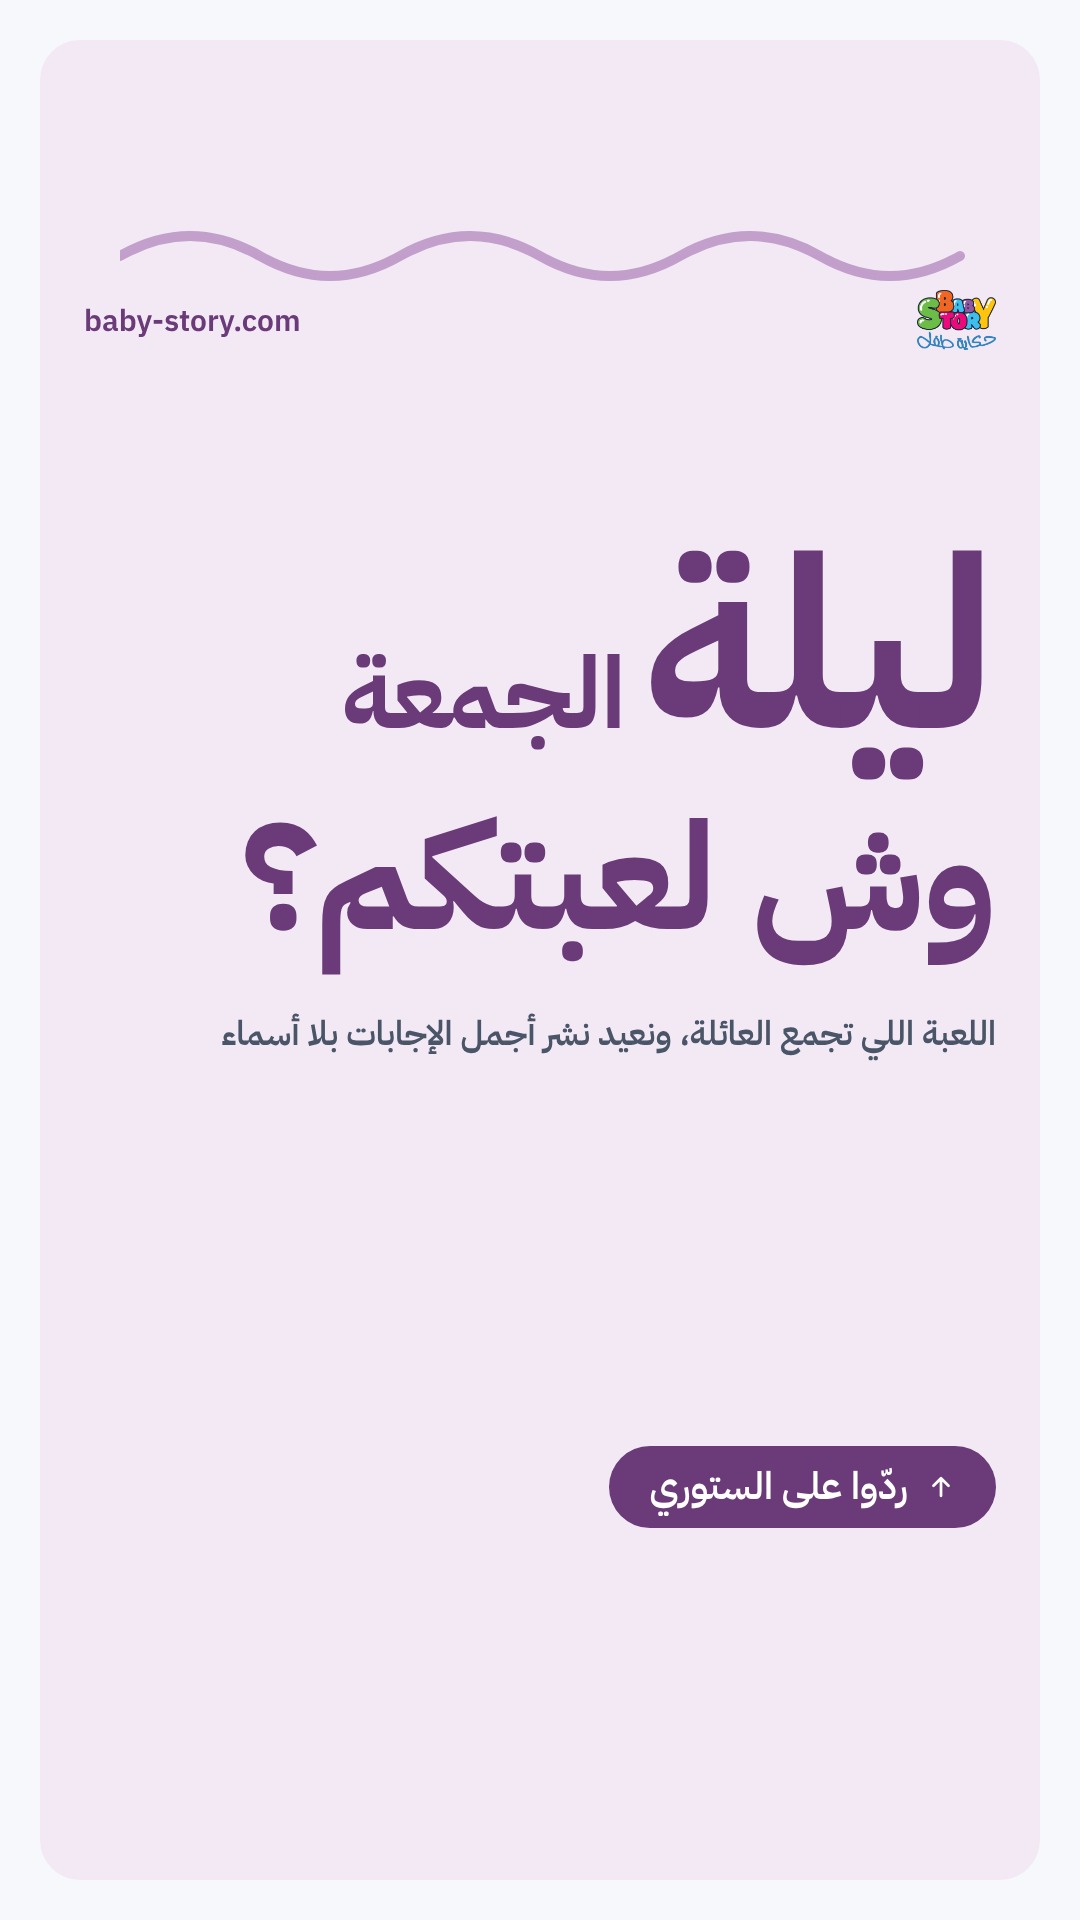 BABY STORY
حكاية طفل
baby-story.com
ليلة الجمعة
وش لعبتكم؟
اللعبة اللي تجمع العائلة، ونعيد نشر أجمل الإجابات بلا أسماء
↑ ردّوا على الستوري